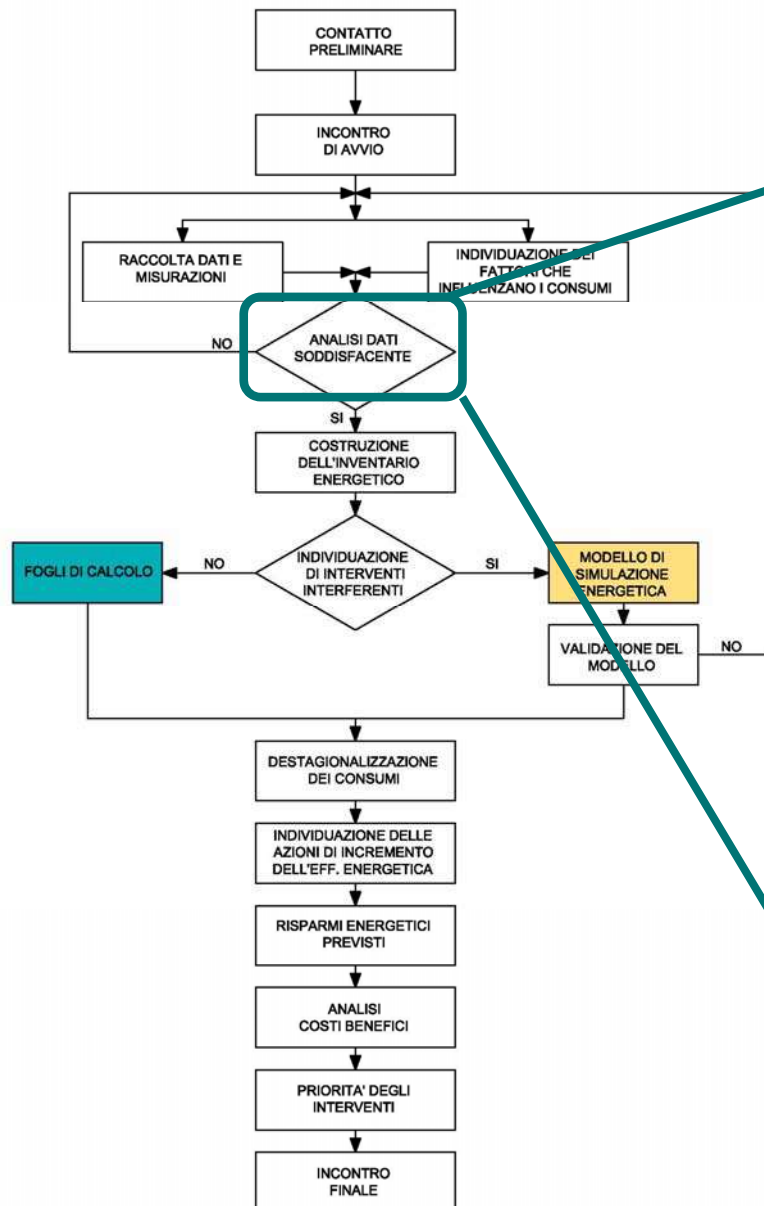 CONTATTO
PRELIMINARE
INCONTRO
DI AVVIO
RACCOLTA DATI E
MISURAZIONI
INDIVIDUAZIONE DEI
FATTORI CHE
INFLUENZANO I CONSUMI
NO
ANALISI DATI
SODDISFACENTE
SI
COSTRUZIONE
DELL'INVENTARIO
ENERGETICO
FOGLI DI CALCOLO
NO
INDIVIDUAZIONE
DI INTERVENTI
INTERFERENTI
SI
MODELLO DI
SIMULAZIONE
ENERGETICA
VALIDAZIONE DEL
MODELLO
NO
DESTAGIONALIZZAZIONE
DEI CONSUMI
INDIVIDUAZIONE DELLE
AZIONI DI INCREMENTO
DELL'EFF. ENERGETICA
RISPARMI ENERGETICI
PREVISTI
ANALISI
COSTI BENEFICI
PRIORITA' DEGLI
INTERVENTI
INCONTRO
FINALE